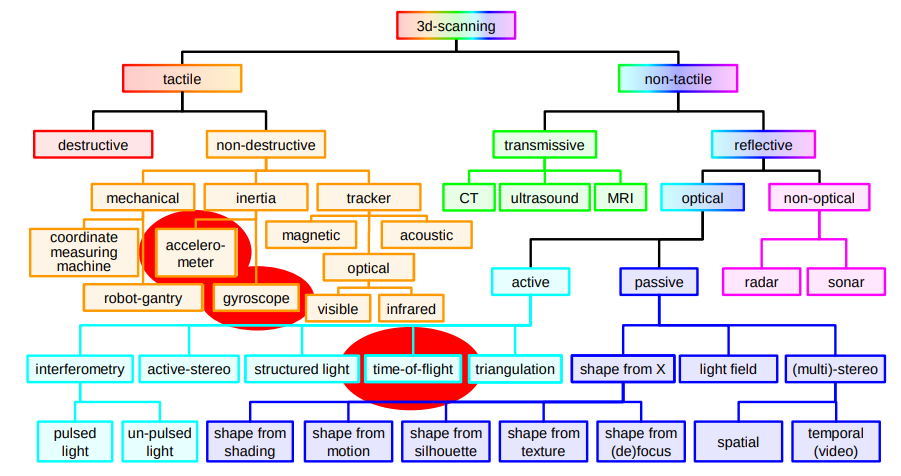 3d-scanning
tactile
non-tactile
destructive
non-destructive
transmissive
reflective
mechanical
inertia
tracker
CT
ultrasound
MRI
optical
non-optical
coordinate
measuring
machine
accelero-
meter
magnetic
acoustic
optical
robot-gantry
gyroscope
visible
infrared
active
passive
radar
sonar
interferometry
active-stereo
structured light
time-of-flight
triangulation
shape from X
light field
(multi)-stereo
pulsed
light
un-pulsed
light
shape from
shading
shape from
motion
shape from
silhouette
shape from
texture
shape from
(de)focus
spatial
temporal
(video)